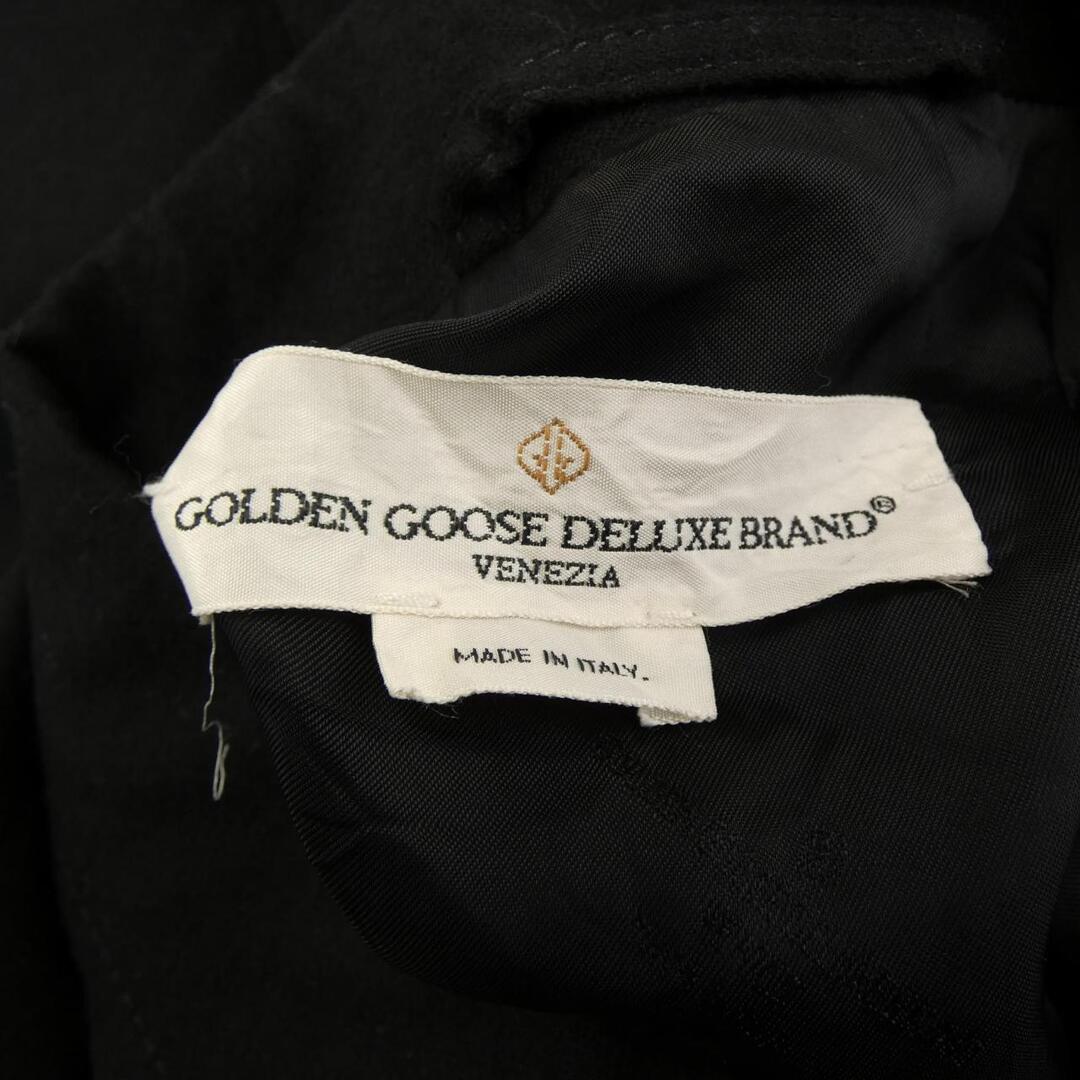 GOLDEN GOOSE DELUXE BRAND®
VENEZIA
MADE IN ITALY.